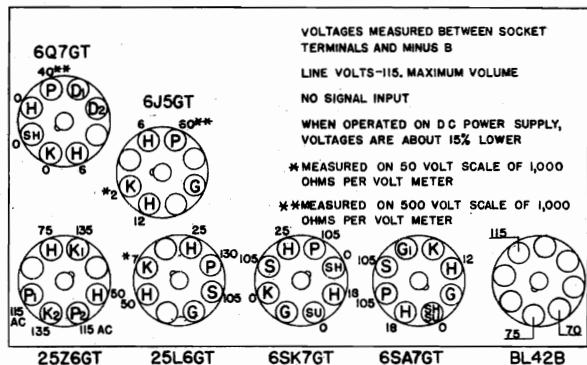 6Q7GT
40**
P D1
0 H D2
0 SH
K H
0 6
6J5GT
6 60**
H P
*2 K G
H
12
VOLTAGES MEASURED BETWEEN SOCKET
TERMINALS AND MINUS B
LINE VOLTS-115. MAXIMUM VOLUME
NO SIGNAL INPUT
WHEN OPERATED ON DC POWER SUPPLY,
VOLTAGES ARE ABOUT 15% LOWER
*MEASURED ON 50 VOLT SCALE OF 1,000
OHMS PER VOLT METER
**MEASURED ON 500 VOLT SCALE OF 1,000
OHMS PER VOLT METER
75 135
H K1
P1 H 50
115
AC
K2 P2
135 115 AC
25Z6GT
25
H
*7 K P 130
50 H S 105
G
25L6GT
25 105
H P
105 S SH 0
0 K H 18
G SU
0
6SK7GT
G1 K
105 S H 12
105 P G
H SH
18 0
6SA7GT
115
75 70
BL42B